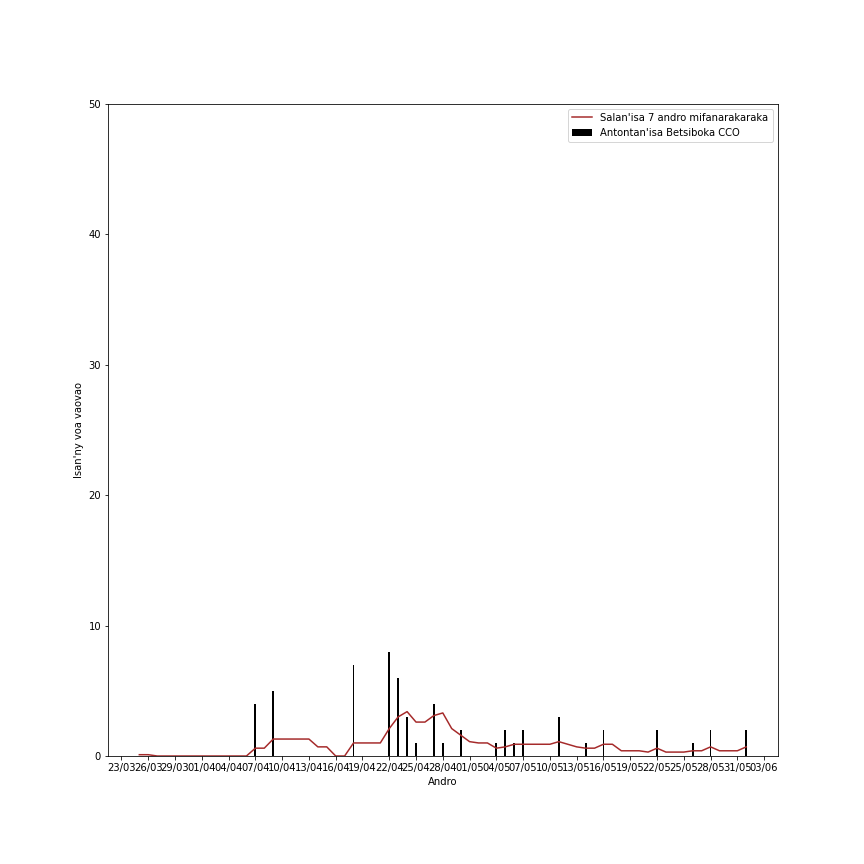 50
Salan'isa 7 andro mifanarakaraka
Antontan'isa Betsiboka CCO
40
30
20
10
0
Isan'ny voa vaovao
23/03 26/03 29/03 01/04 04/04 07/04 10/04 13/04 16/04 19/04 22/04 25/04 28/04 01/05 04/05 07/05 10/05 13/05 16/05 19/05 22/05 25/05 28/05 31/05 03/06
Andro